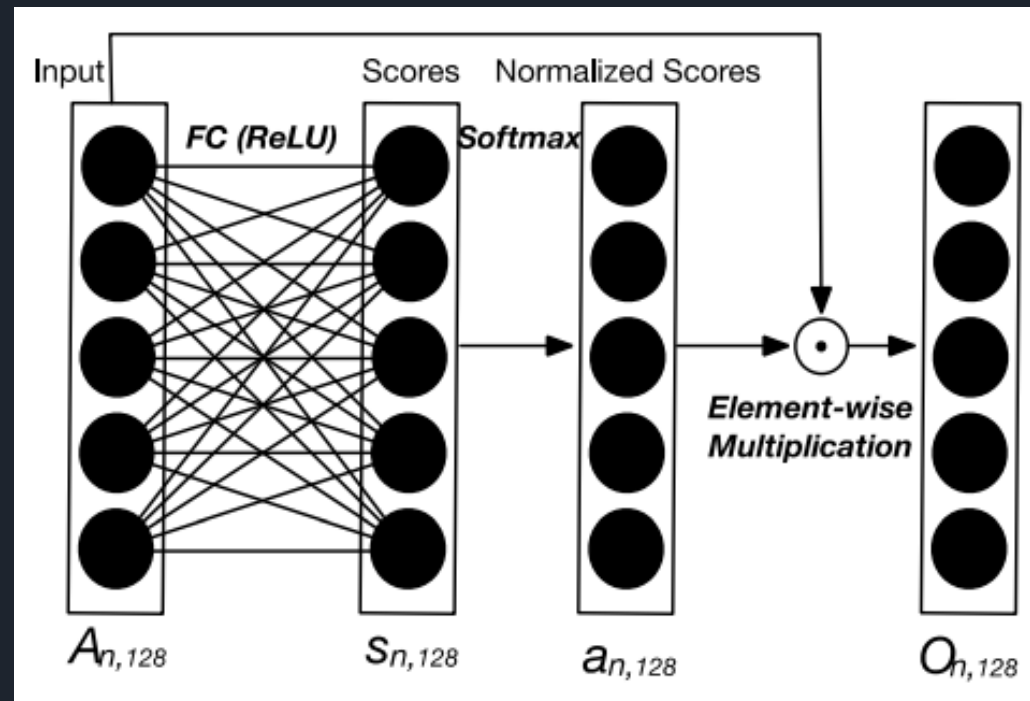 Input
Scores
Normalized Scores
FC (ReLU)
Softmax
Element-wise
Multiplication
An,128
sn,128
an,128
On,128